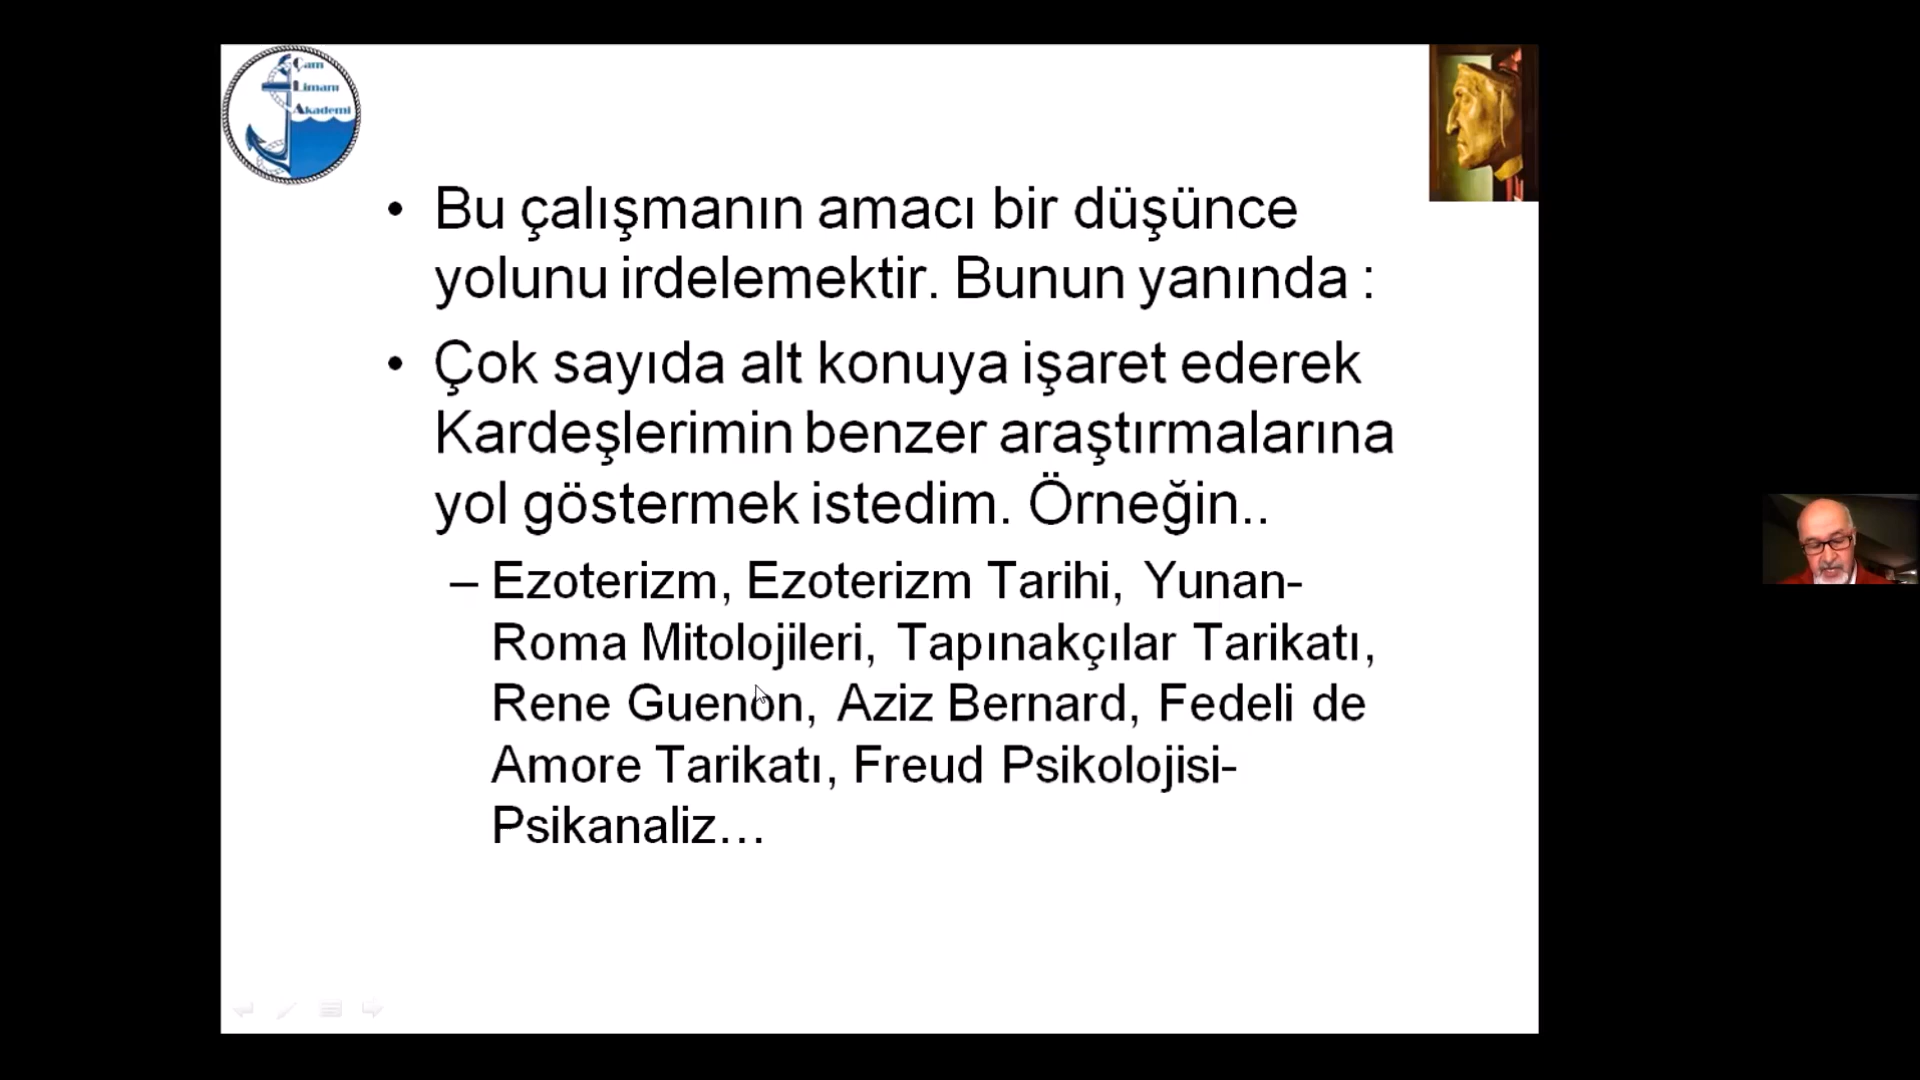 Çam
Limanı
Akademi
• Bu çalışmanın amacı bir düşünce
yolunu irdelemektir. Bunun yanında :
• Çok sayıda alt konuya işaret ederek
Kardeşlerimin benzer araştırmalarına
yol göstermek istedim. Örneğin..
– Ezoterizm, Ezoterizm Tarihi, Yunan-
Roma Mitolojileri, Tapınakçılar Tarikatı,
Rene Guenon, Aziz Bernard, Fedeli de
Amore Tarikatı, Freud Psikolojisi-
Psikanaliz…